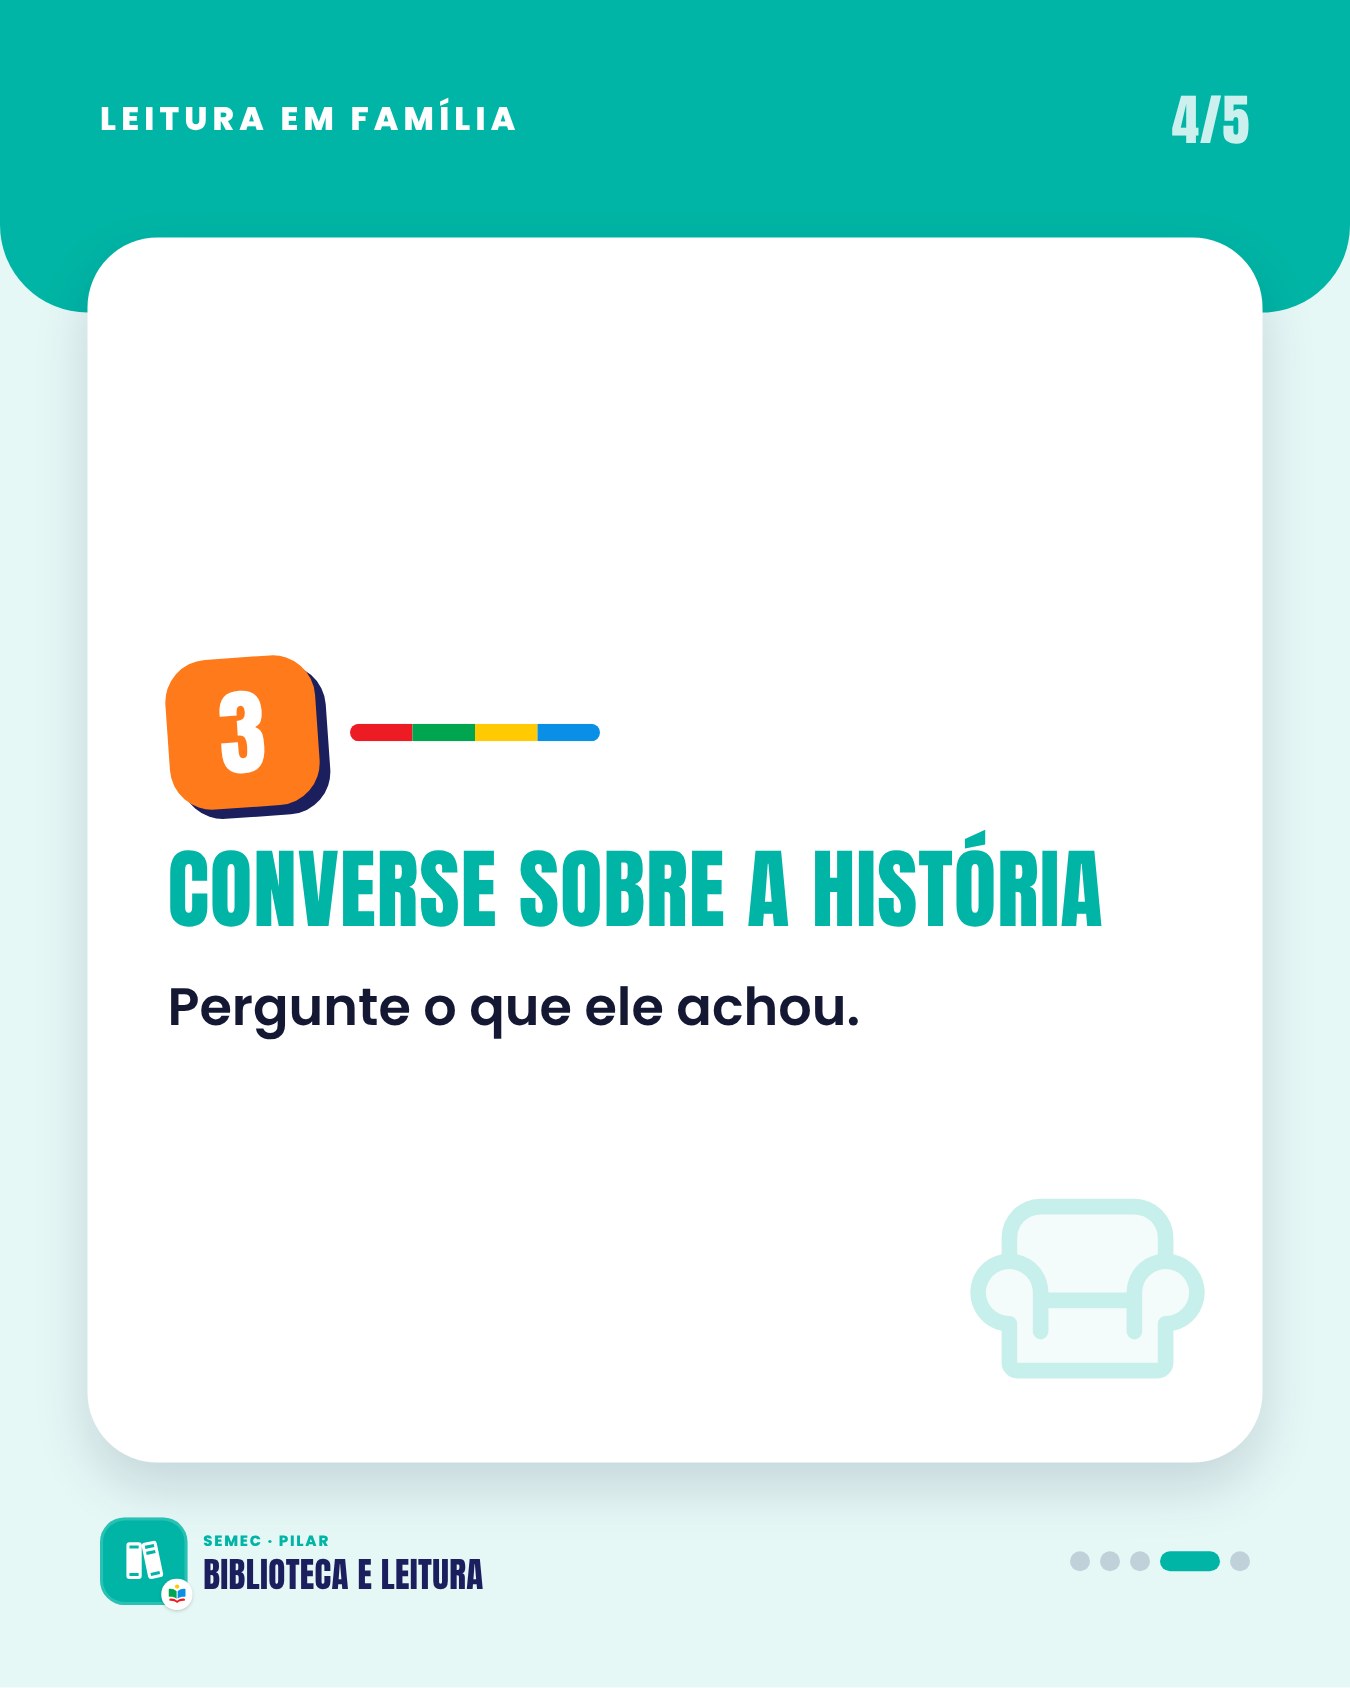 LEITURA EM FAMÍLIA
4/5
3
CONVERSE SOBRE A HISTÓRIA
Pergunte o que ele achou.
SEMEC · PILAR
BIBLIOTECA E LEITURA